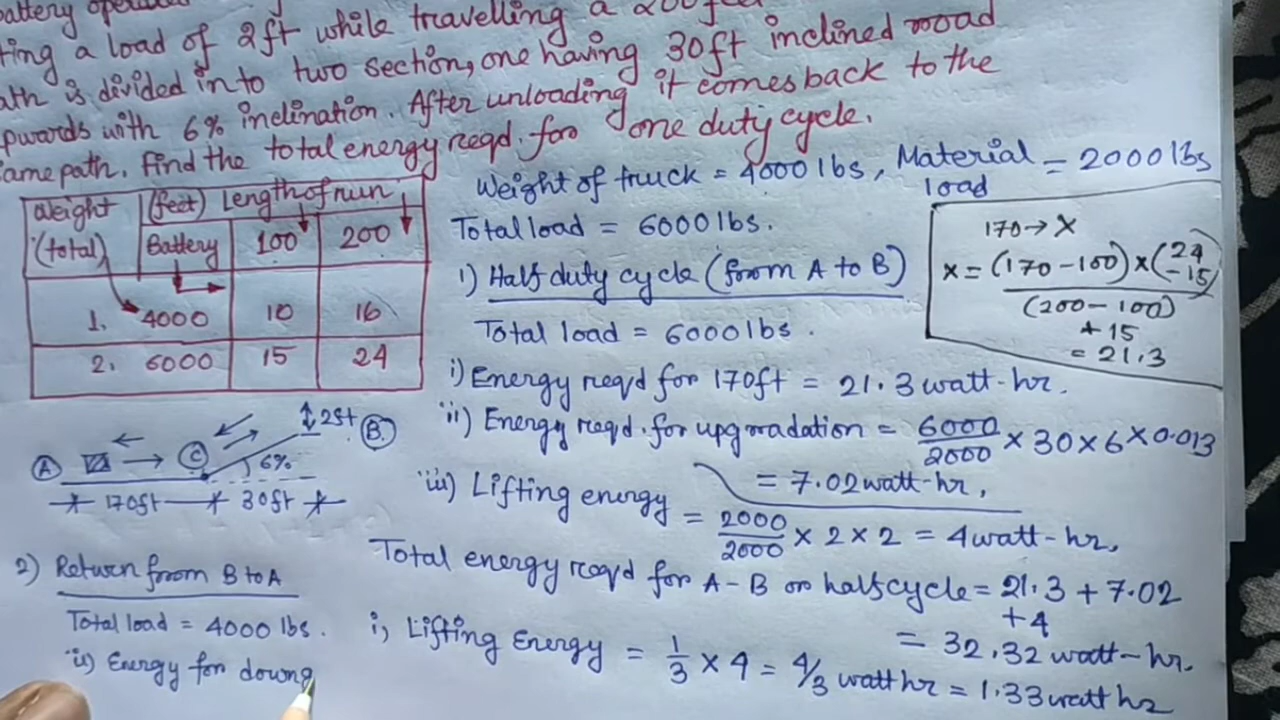 battery operated
a load of 2ft while travelling a 200 feet
is divided in to two section, one having 30ft inclined road
pwards with 6% inclination. After unloading it comes back to the
same path. Find the total energy reqd. for one duty cycle.
Weight (total)
(feet) Length of run
Battery 100 200
1. 4000 10 16
2. 6000 15 24
Weight of truck = 4000 lbs, Material load = 2000 lbs
Total load = 6000 lbs.
1) Half duty cycle (from A to B)
Total load = 6000 lbs.
i) Energy reqd for 170ft = 21.3 watt-hr.
ii) Energy reqd. for upgradation = 6000/2000 × 30 × 6 × 0.013
= 7.02 watt-hr,
iii) Lifting energy
= 2000/2000 × 2 × 2 = 4 watt-hr,
Total energy reqd for A-B or half cycle = 21.3 + 7.02
+4
= 32.32 watt-hr.
170 → X
X = (170-100) × (24-15)
(200-100)
+ 15
= 21.3
A C 6% 2ft B.
170ft 30ft
2) Return from B to A
Total load = 4000 lbs.
i, Lifting Energy = 1/3 × 4 = 4/3 watt hr = 1.33 watt hr
ii) Energy for downg